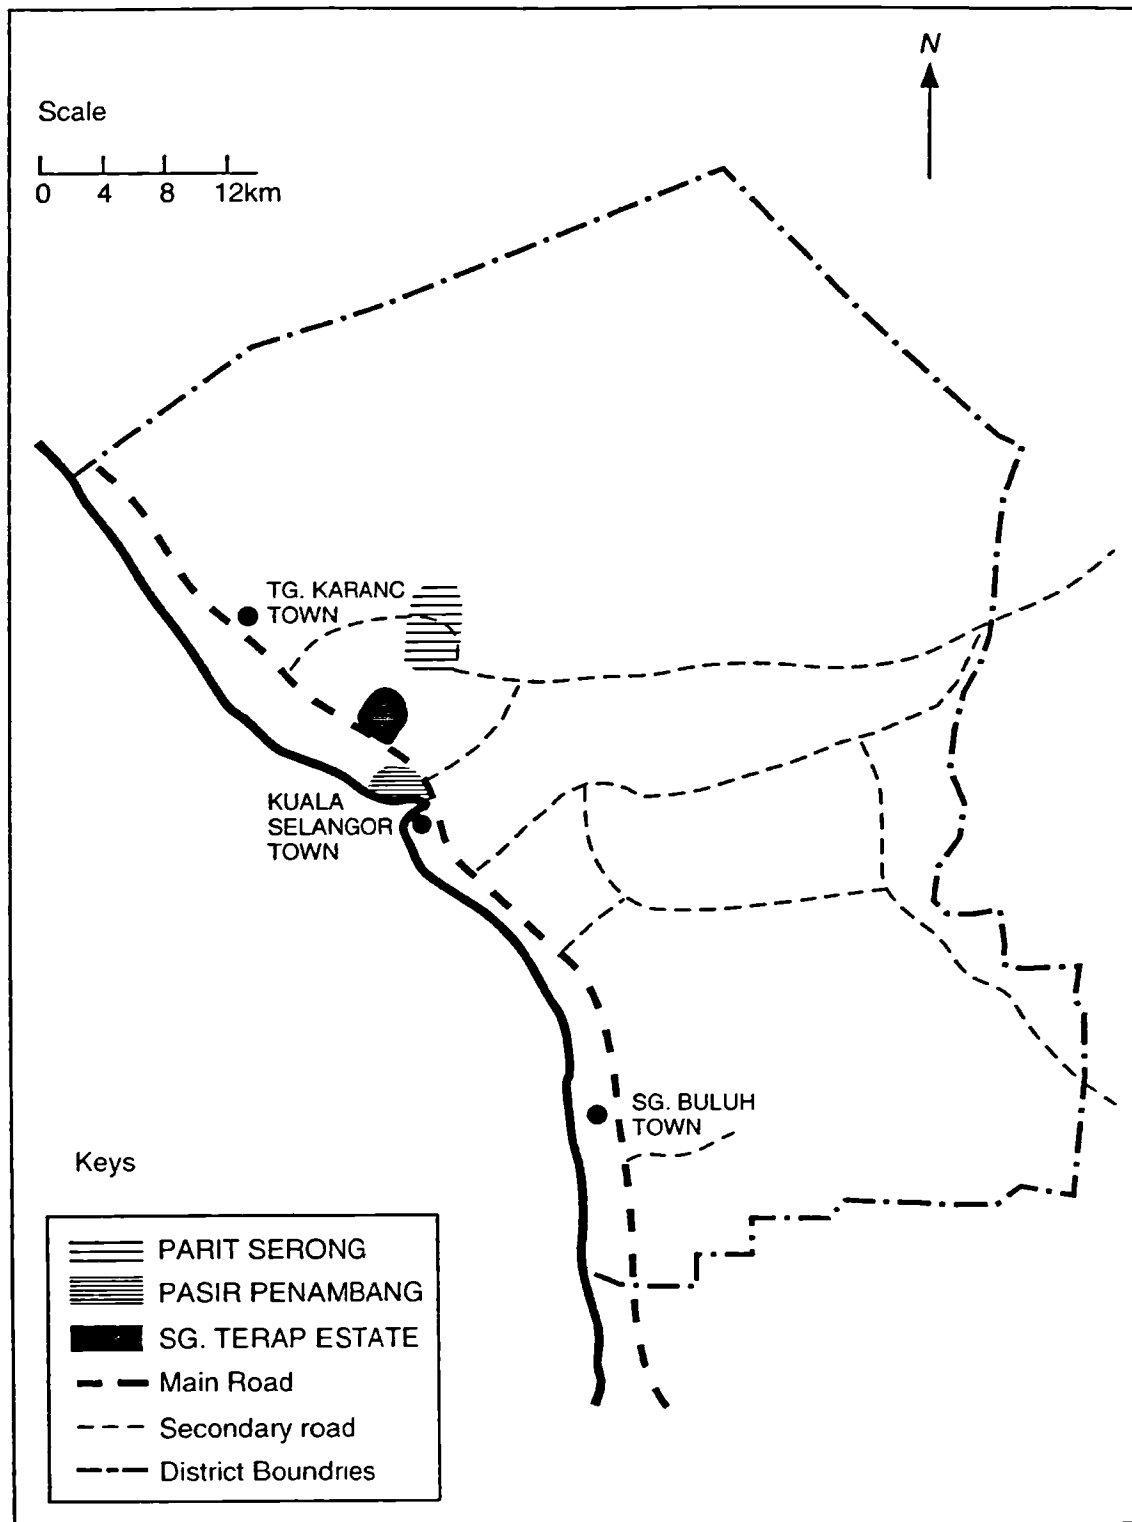 N
Scale
0 4 8 12km
TG. KARANC
TOWN
KUALA
SELANGOR
TOWN
SG. BULUH
TOWN
Keys
PARIT SERONG
PASIR PENAMBANG
SG. TERAP ESTATE
Main Road
Secondary road
District Boundries